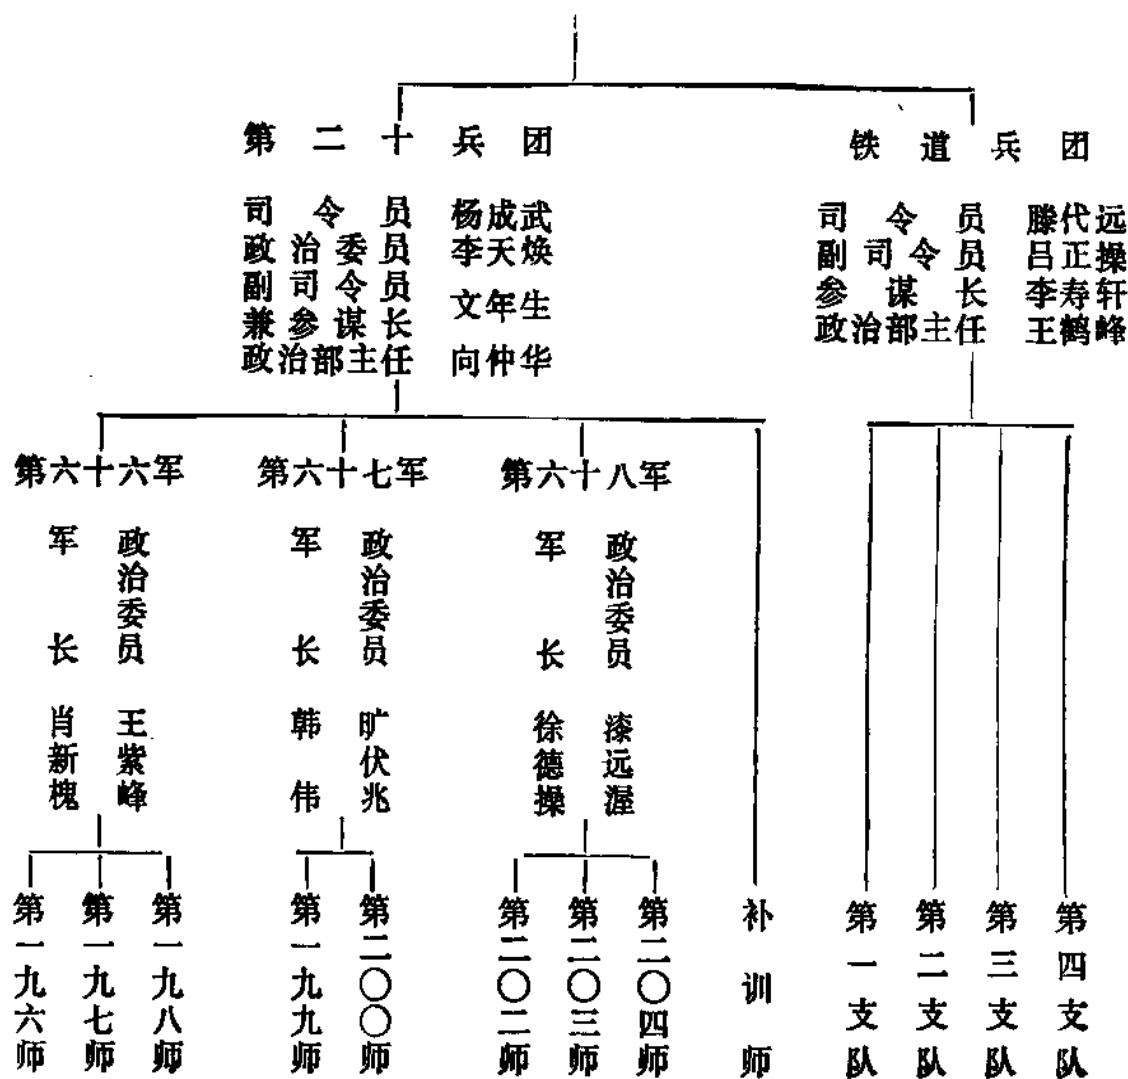 第二十兵团
司令员 杨成武
政治委员 李天焕
副司令员兼参谋长 文年生
政治部主任 向仲华
铁道兵团
司令员 滕代远
副司令员 吕正操
参谋长 李寿轩
政治部主任 王鹤峰
第六十六军
军长 肖新槐
政治委员 王紫峰
第六十七军
军长 韩伟
政治委员 旷伏兆
第六十八军
军长 徐德操
政治委员 漆远渥
第一九六师
第一九七师
第一九八师
第一九九师
第二〇〇师
第二〇二师
第二〇三师
第二〇四师
补训师
第一支队
第二支队
第三支队
第四支队